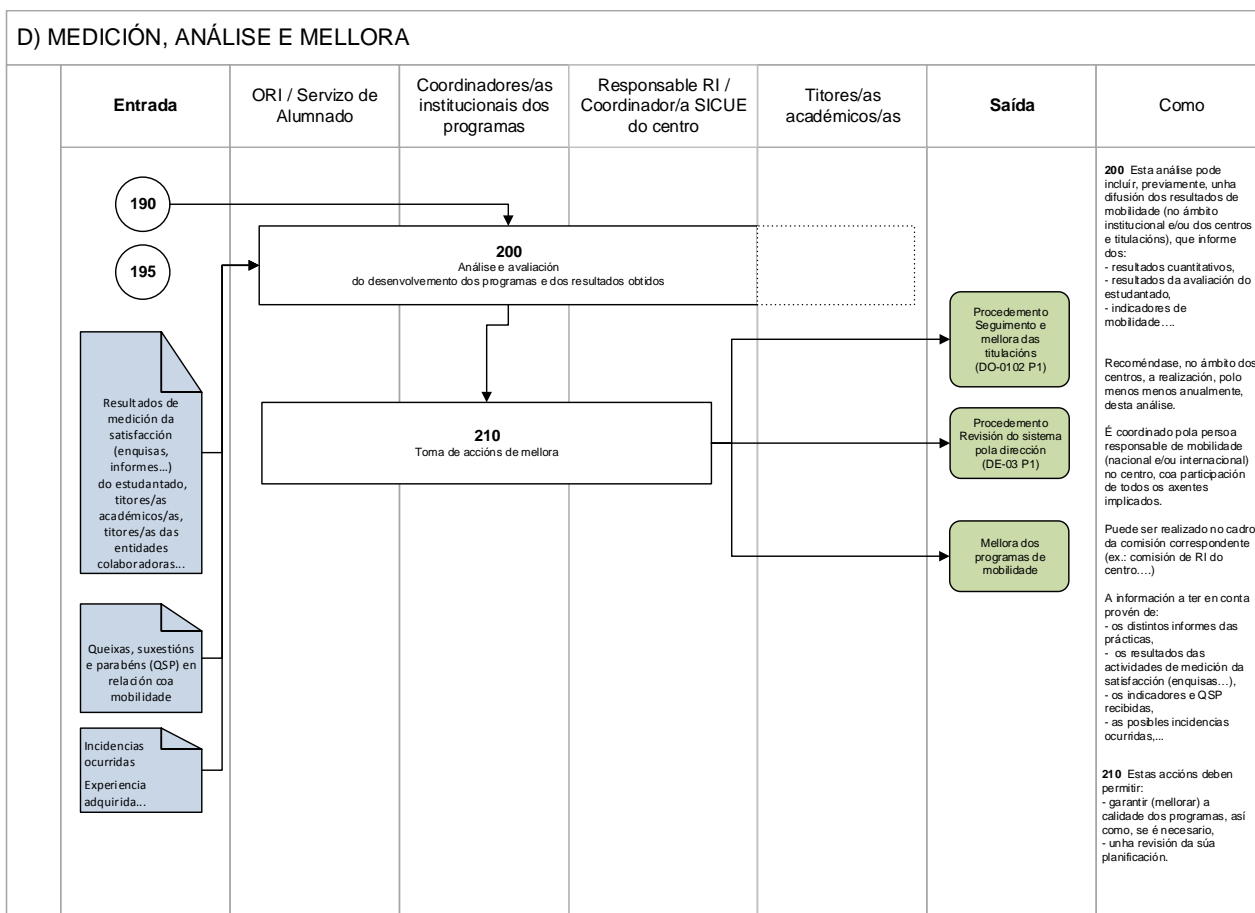 D) MEDICIÓN, ANÁLISE E MELLORA
Entrada
ORI / Servizo de
Alumnado
Coordinadores/as
institucionais dos
programas
Responsable RI /
Coordinador/a SICUE
do centro
Titores/as
académicos/as
Saída
Como
190
195
200
Análise e avaliación
do desenvolvemento dos programas e dos resultados obtidos
Resultados de
medición da
satisfacción
(enquisas,
informes...)
do estudantado,
titores/as
académicos/as,
titores/as das
entidades
colaboradoras...
210
Toma de accións de mellora
Procedemento
Seguimento e
mellora das
titulacións
(DO-0102 P1)
Procedemento
Revisión do sistema
pola dirección
(DE-03 P1)
Mellora dos
programas de
mobilidade
Queixas, suxestións
e parabéns (QSP) en
relación coa
mobilidade
Incidencias
ocurridas
Experiencia
adquirida...
200 Esta análise pode
incluír, previamente, unha
difusión dos resultados de
mobilidade (no ámbito
institucional e/ou dos centros
e titulacións), que informe
dos:
- resultados cuantitativos,
- resultados da avaliación do
estudantado,
- indicadores de
mobilidade....
Recoméndase, no ámbito dos
centros, a realización, polo
menos menos anualmente,
desta análise.
É coordinado pola persoa
responsable de mobilidade
(nacional e/ou internacional)
no centro, coa participación
de todos os axentes
implicados.
Puede ser realizado no cadro
da comisión correspondente
(ex.: comisión de RI do
centro....)
A información a ter en conta
provén de:
- os distintos informes das
prácticas,
- os resultados das
actividades de medición da
satisfacción (enquisas...),
- os indicadores e QSP
recibidas,
- as posibles incidencias
ocurridas,...
210 Estas accións deben
permitir:
- garantir (mellorar) a
calidade dos programas, así
como, se é necesario,
- unha revisión da súa
planificación.